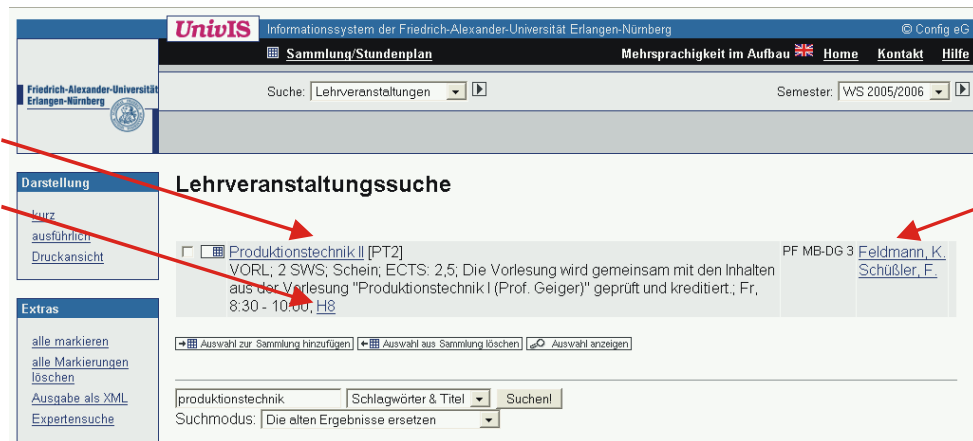 UnivIS Informationssystem der Friedrich-Alexander-Universität Erlangen-Nürnberg © Config eG
Sammlung/Stundenplan Mehrsprachigkeit im Aufbau Home Kontakt Hilfe
Friedrich-Alexander-Universität
Erlangen-Nürnberg
Suche: Lehrveranstaltungen Semester: WS 2005/2006
Darstellung
kurz
ausführlich
Druckansicht
Lehrveranstaltungssuche
Produktionstechnik II [PT2] PF MB-DG 3 Feldmann, K.
VORL; 2 SWS; Schein; ECTS: 2,5; Die Vorlesung wird gemeinsam mit den Inhalten Schüßler, F.
aus der Vorlesung "Produktionstechnik I (Prof. Geiger)" geprüft und kreditiert.; Fr,
8:30 - 10:00, H8
Extras
alle markieren
alle Markierungen
löschen
Ausgabe als XML
Expertensuche
Auswahl zur Sammlung hinzufügen Auswahl aus Sammlung löschen Auswahl anzeigen
produktionstechnik Schlagwörter & Titel Suchen!
Suchmodus: Die alten Ergebnisse ersetzen